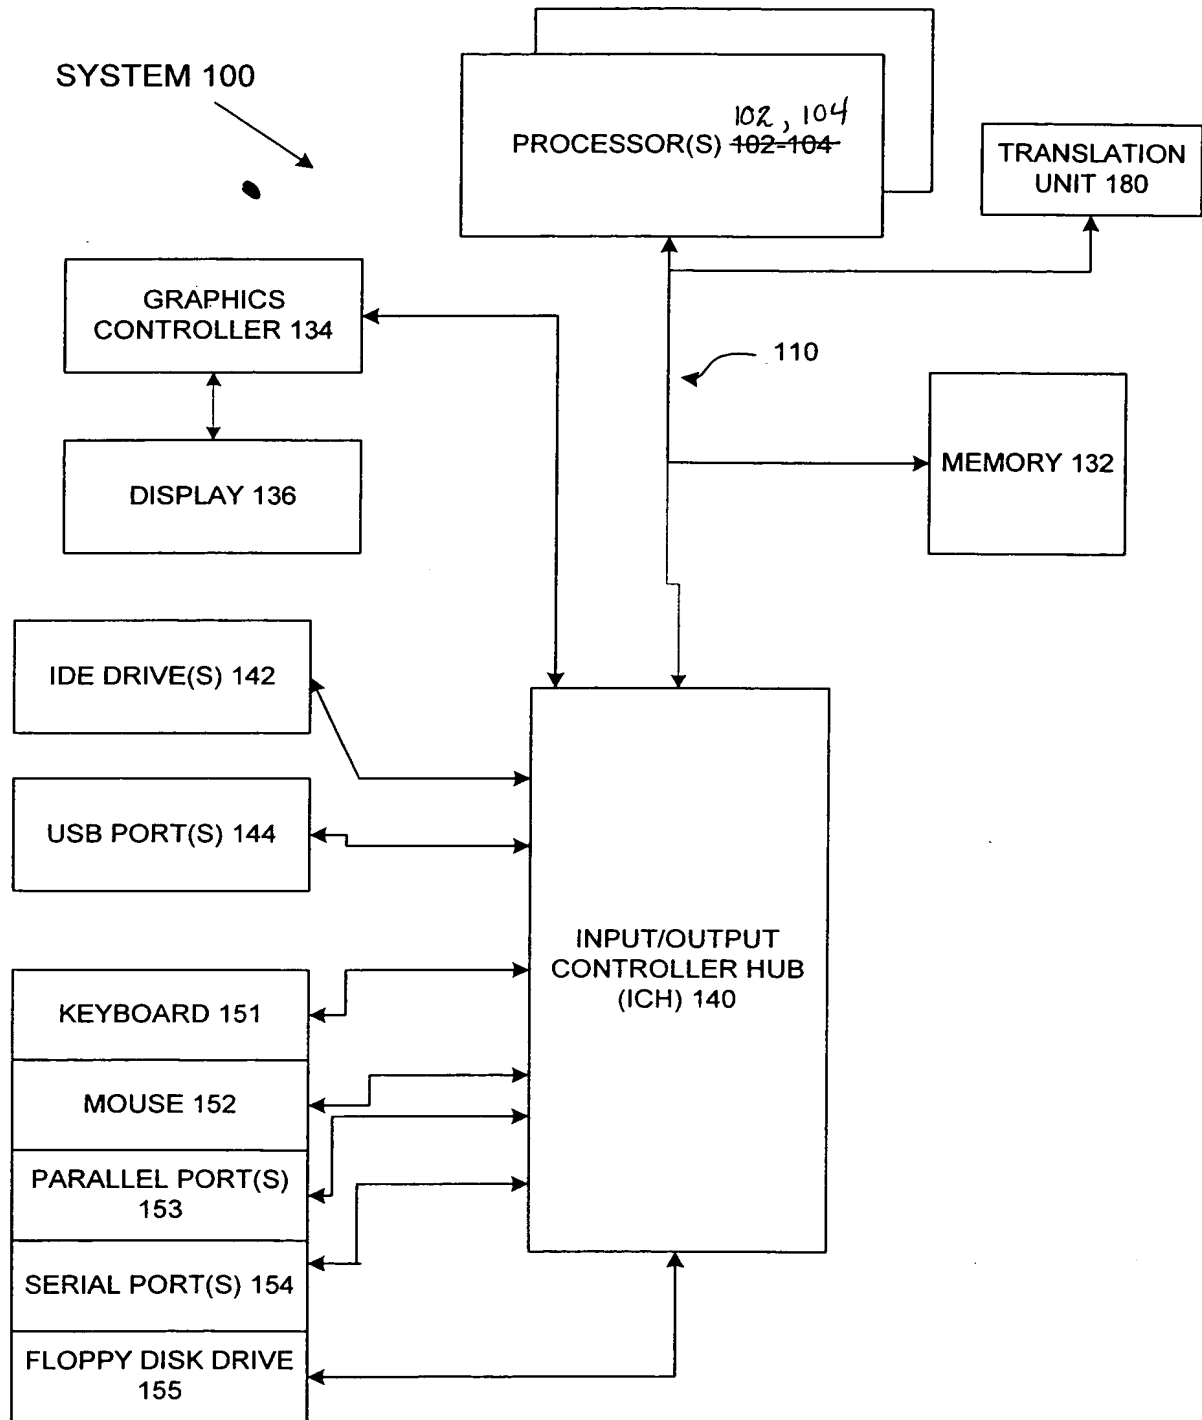 SYSTEM 100
102, 104
PROCESSOR(S) 102-104
TRANSLATION
UNIT 180
GRAPHICS
CONTROLLER 134
110
MEMORY 132
DISPLAY 136
IDE DRIVE(S) 142
USB PORT(S) 144
INPUT/OUTPUT
CONTROLLER HUB
(ICH) 140
KEYBOARD 151
MOUSE 152
PARALLEL PORT(S)
153
SERIAL PORT(S) 154
FLOPPY DISK DRIVE
155